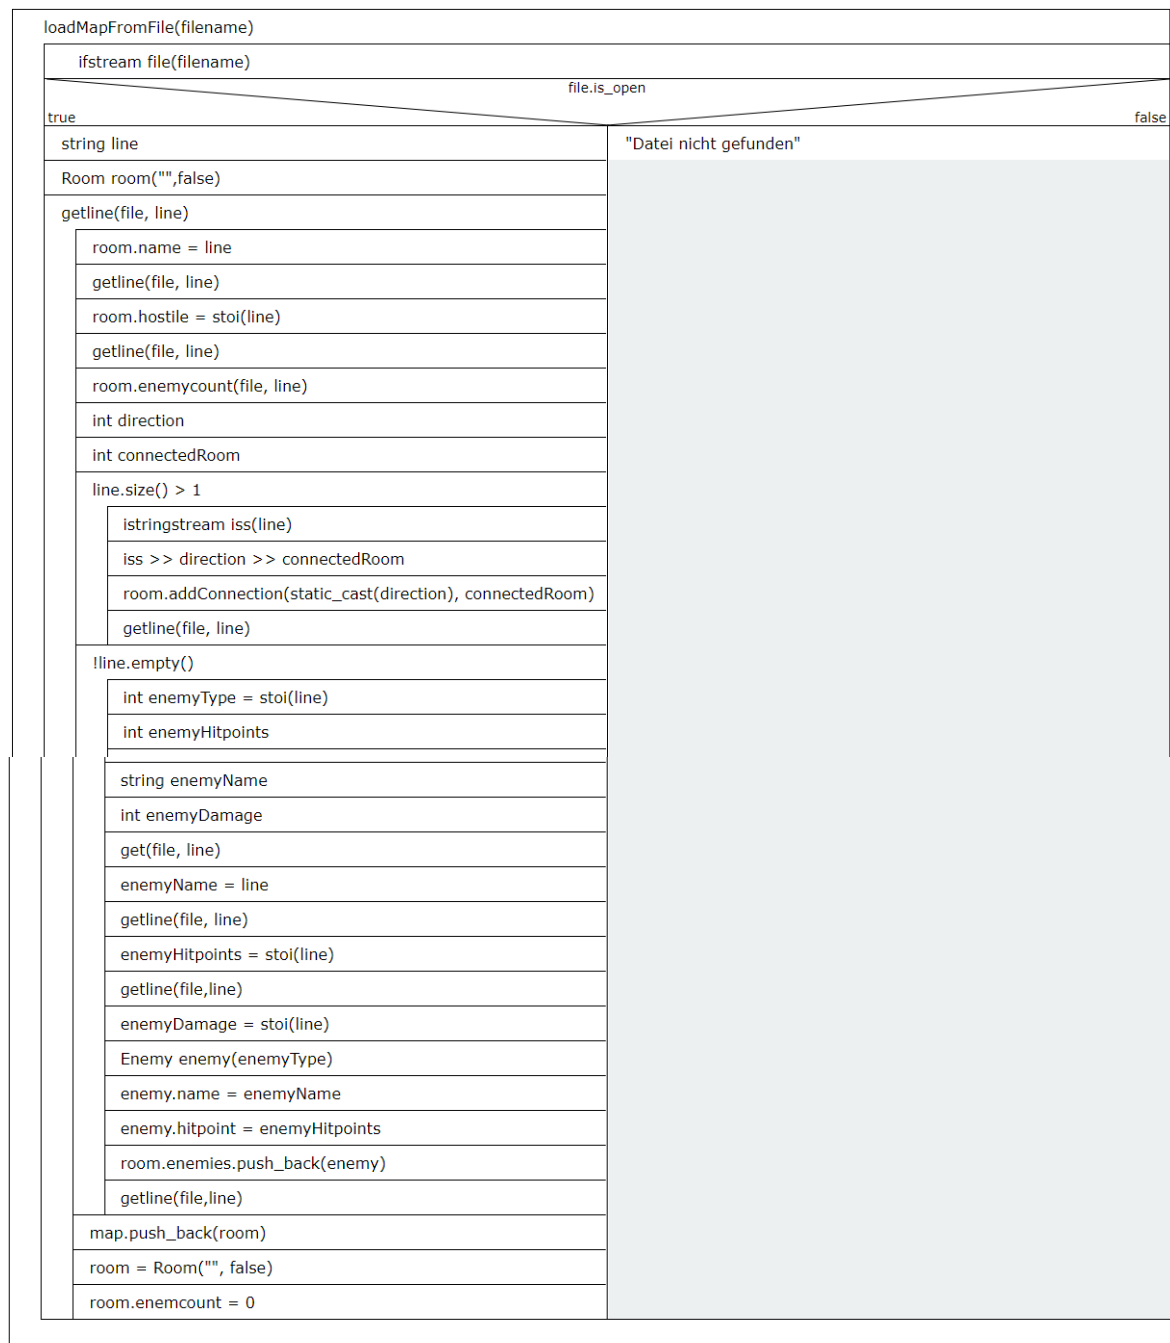 loadMapFromFile(filename)
ifstream file(filename)
file.is_open
true
false
string line
"Datei nicht gefunden"
Room room("",false)
getline(file, line)
room.name = line
getline(file, line)
room.hostile = stoi(line)
getline(file, line)
room.enemycount(file, line)
int direction
int connectedRoom
line.size() > 1
istringstream iss(line)
iss >> direction >> connectedRoom
room.addConnection(static_cast(direction), connectedRoom)
getline(file, line)
!line.empty()
int enemyType = stoi(line)
int enemyHitpoints
string enemyName
int enemyDamage
get(file, line)
enemyName = line
getline(file, line)
enemyHitpoints = stoi(line)
getline(file,line)
enemyDamage = stoi(line)
Enemy enemy(enemyType)
enemy.name = enemyName
enemy.hitpoint = enemyHitpoints
room.enemies.push_back(enemy)
getline(file,line)
map.push_back(room)
room = Room("", false)
room.enemcount = 0